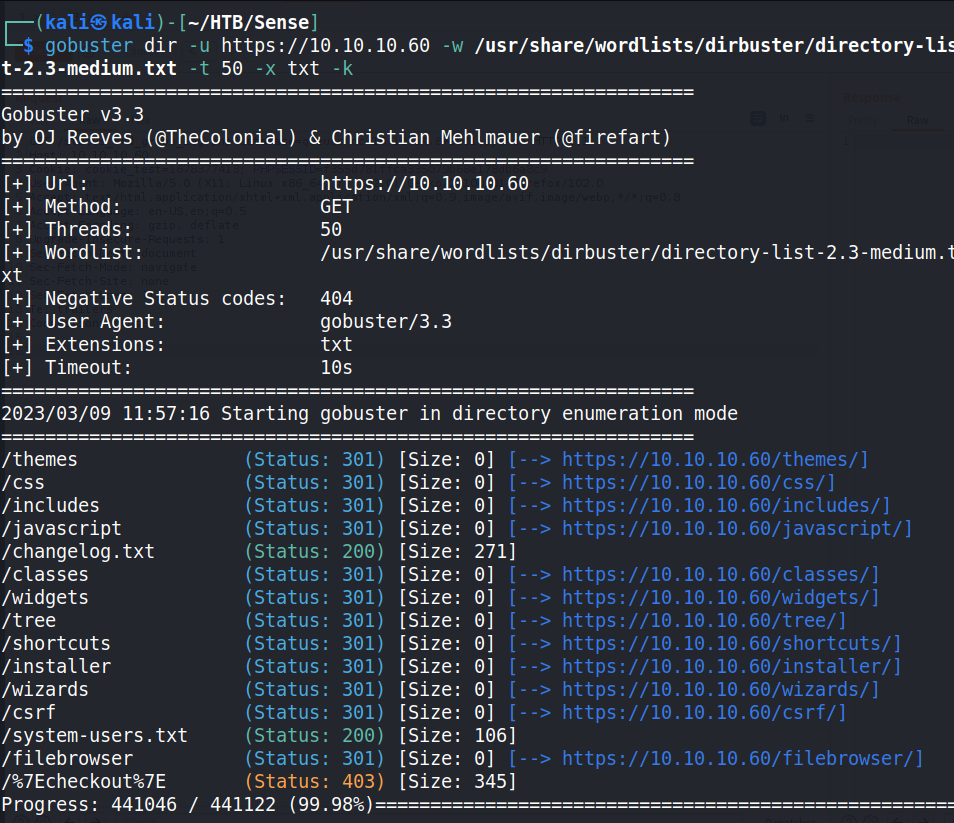 ┌──(kali㉿kali)-[~/HTB/Sense]
└─$ gobuster dir -u https://10.10.10.60 -w /usr/share/wordlists/dirbuster/directory-lis
t-2.3-medium.txt -t 50 -x txt -k
===============================================================
Gobuster v3.3
by OJ Reeves (@TheColonial) & Christian Mehlmauer (@firefart)
===============================================================
[+] Url:                     https://10.10.10.60
[+] Method:                  GET
[+] Threads:                 50
[+] Wordlist:                /usr/share/wordlists/dirbuster/directory-list-2.3-medium.t
xt
[+] Negative Status codes:   404
[+] User Agent:              gobuster/3.3
[+] Extensions:              txt
[+] Timeout:                 10s
===============================================================
2023/03/09 11:57:16 Starting gobuster in directory enumeration mode
===============================================================
/themes               (Status: 301) [Size: 0] [--> https://10.10.10.60/themes/]
/css                  (Status: 301) [Size: 0] [--> https://10.10.10.60/css/]
/includes             (Status: 301) [Size: 0] [--> https://10.10.10.60/includes/]
/javascript           (Status: 301) [Size: 0] [--> https://10.10.10.60/javascript/]
/changelog.txt        (Status: 200) [Size: 271]
/classes              (Status: 301) [Size: 0] [--> https://10.10.10.60/classes/]
/widgets              (Status: 301) [Size: 0] [--> https://10.10.10.60/widgets/]
/tree                 (Status: 301) [Size: 0] [--> https://10.10.10.60/tree/]
/shortcuts            (Status: 301) [Size: 0] [--> https://10.10.10.60/shortcuts/]
/installer            (Status: 301) [Size: 0] [--> https://10.10.10.60/installer/]
/wizards              (Status: 301) [Size: 0] [--> https://10.10.10.60/wizards/]
/csrf                 (Status: 301) [Size: 0] [--> https://10.10.10.60/csrf/]
/system-users.txt     (Status: 200) [Size: 106]
/filebrowser          (Status: 301) [Size: 0] [--> https://10.10.10.60/filebrowser/]
/%7Echeckout%7E       (Status: 403) [Size: 345]
Progress: 441046 / 441122 (99.98%)=====================================================